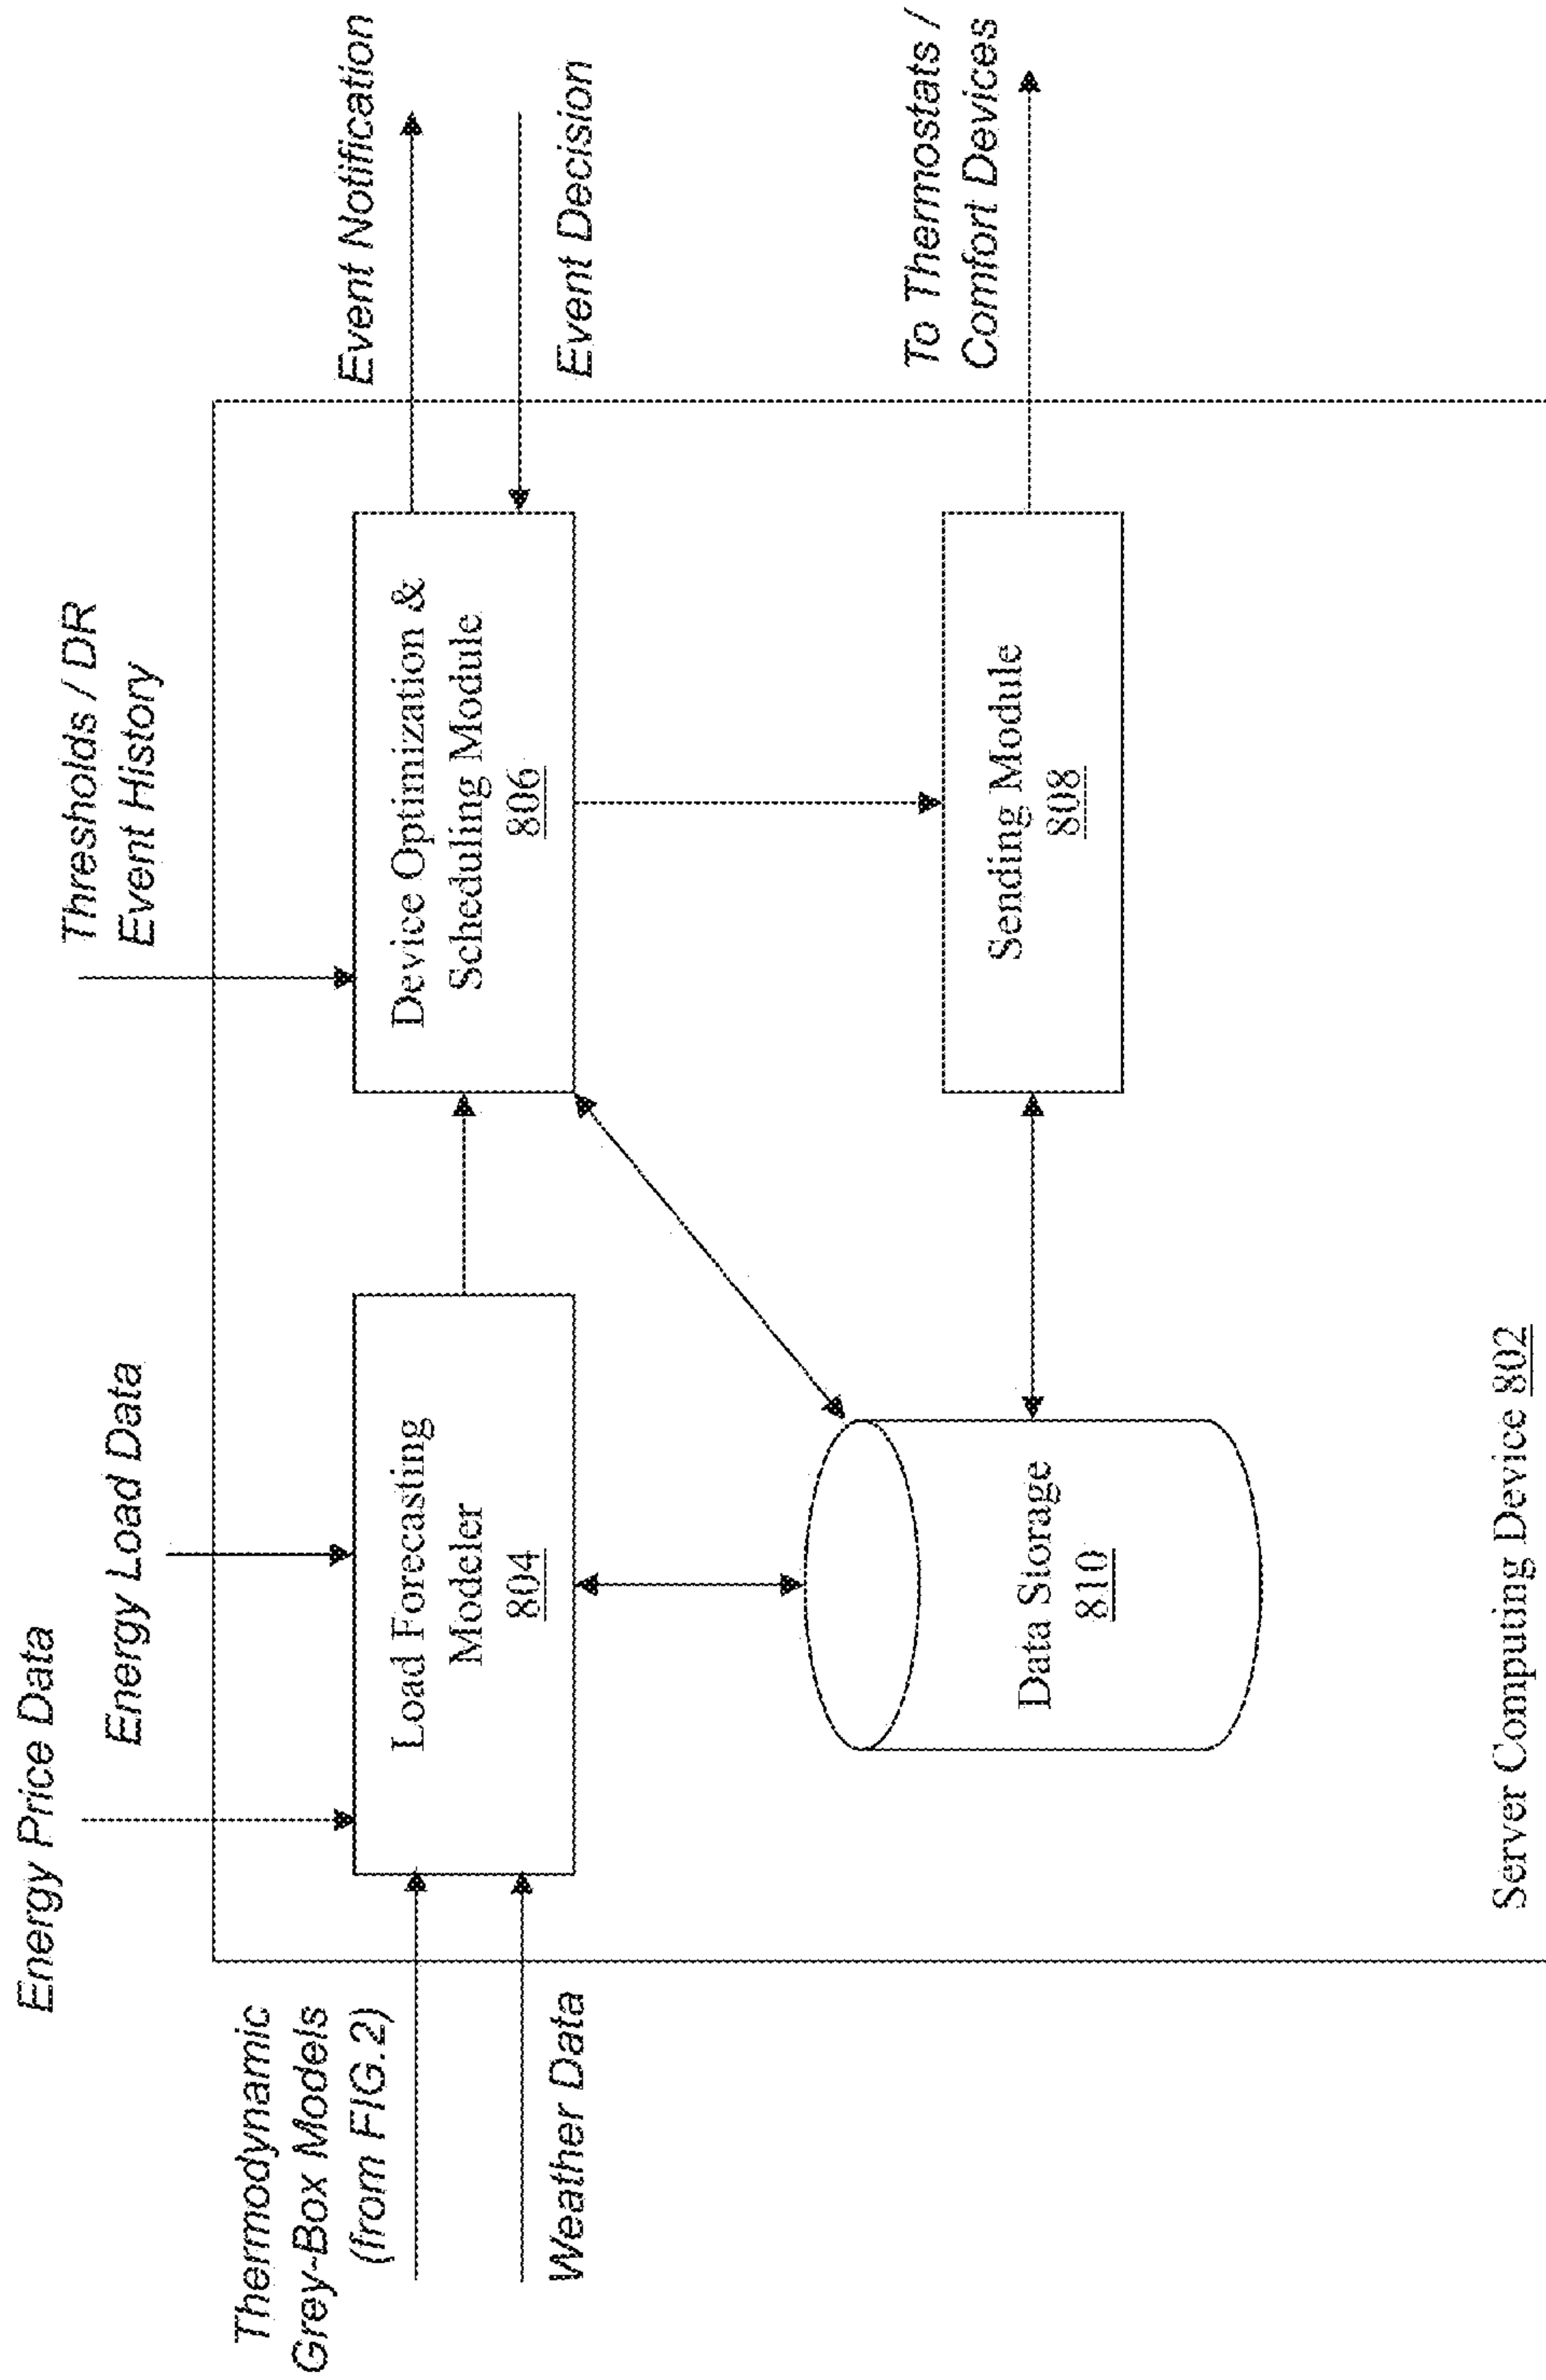 Energy Price Data
Energy Load Data
Thresholds / DR
Event History
Thermodynamic
Grey-Box Models
(from FIG.2)
Weather Data
Load Forecasting
Modeler
804
Device Optimization &
Scheduling Module
806
Event Notification
Event Decision
Data Storage
810
Sending Module
808
To Thermostats /
Comfort Devices
Server Computing Device 802